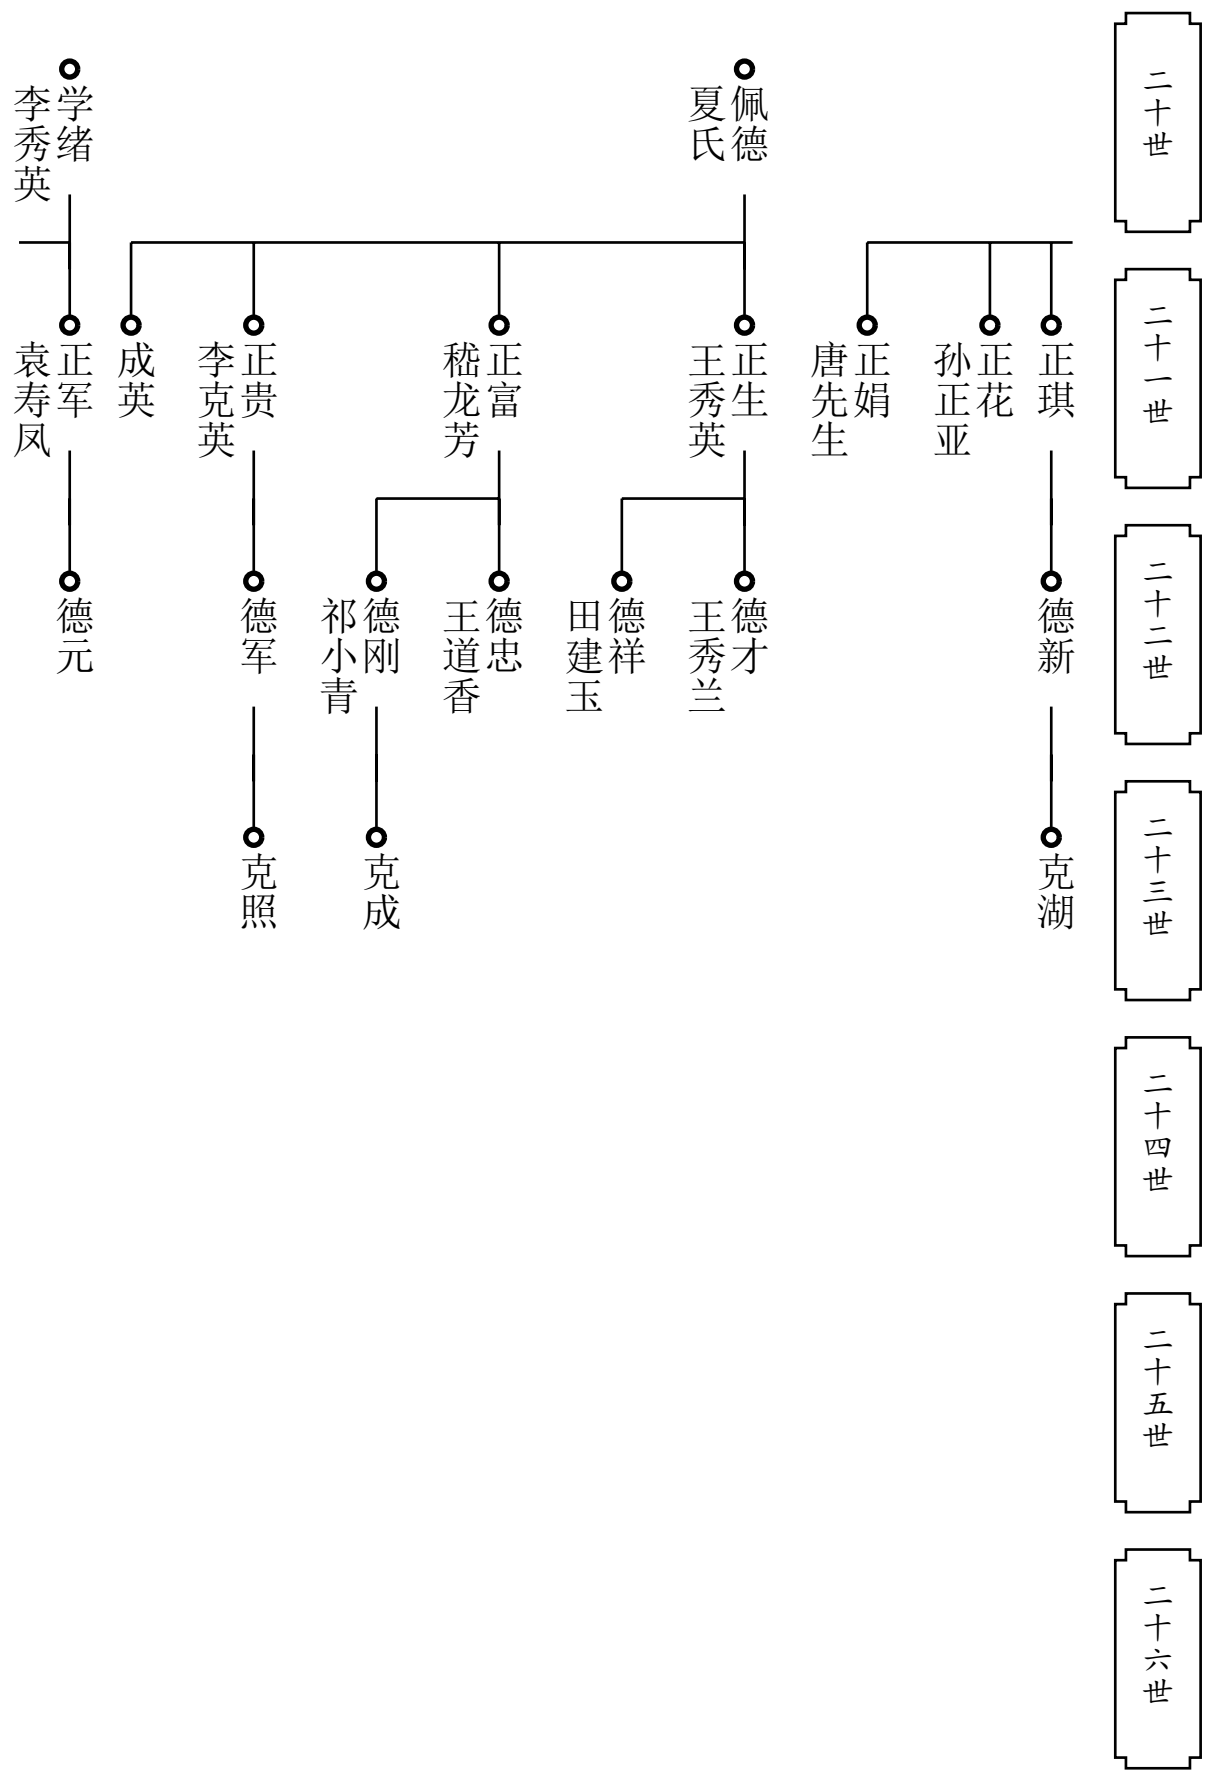 二十世
佩德
夏氏
学绪
李秀英
二十一世
正琪
正花
孙正亚
正娟
唐先生
正生
王秀英
正富
嵇龙芳
正贵
李克英
成英
正军
袁寿凤
二十二世
德新
德才
王秀兰
德祥
田建玉
德忠
王道香
德刚
祁小青
德军
德元
二十三世
克湖
克成
克照
二十四世
二十五世
二十六世